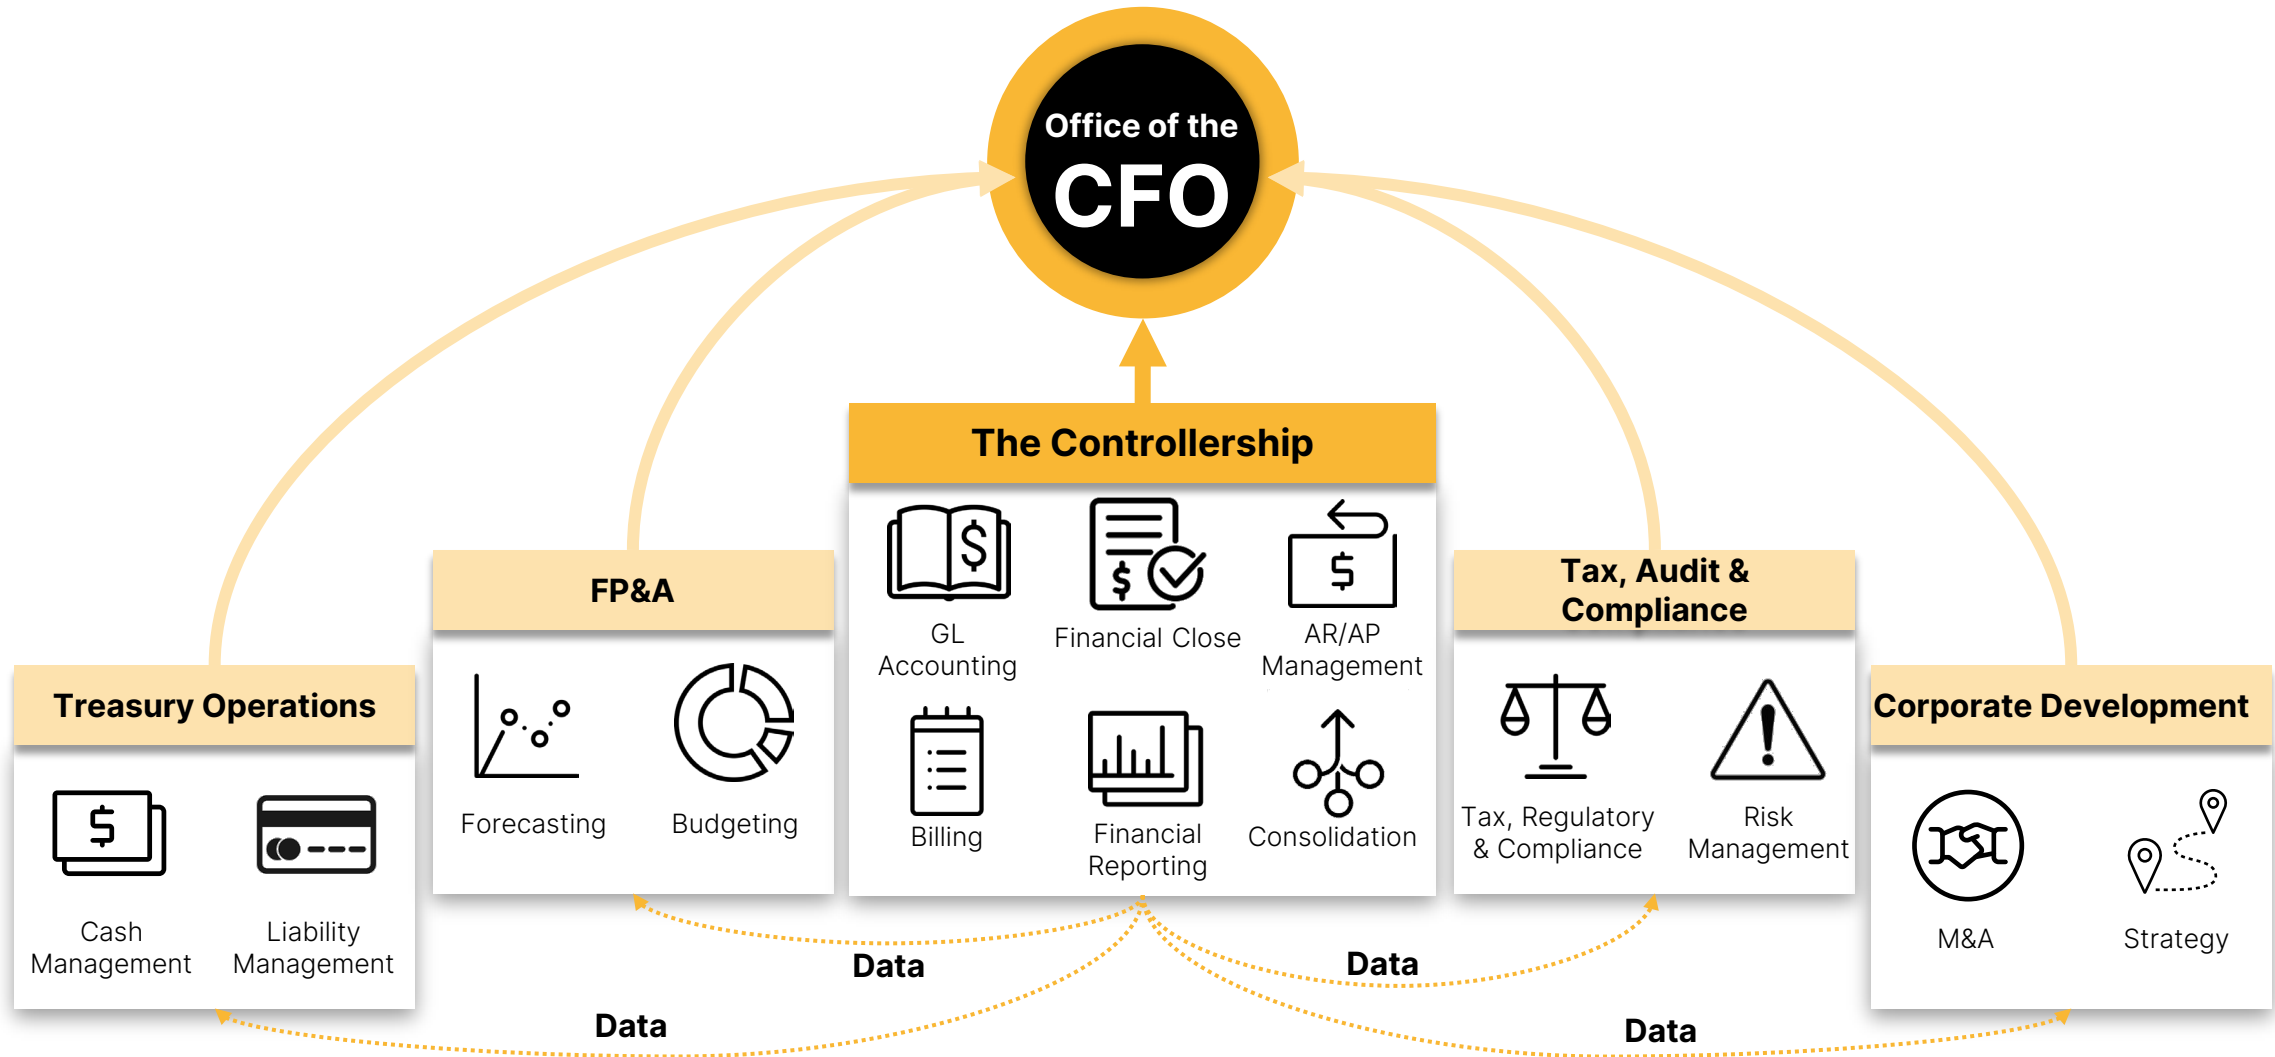 Office of the
CFO
The Controllership
GL
Accounting
Financial Close
AR/AP
Management
Billing
Financial
Reporting
Consolidation
FP&A
Forecasting
Budgeting
Tax, Audit &
Compliance
Tax, Regulatory
& Compliance
Risk
Management
Treasury Operations
Cash
Management
Liability
Management
Corporate Development
M&A
Strategy
Data
Data
Data
Data